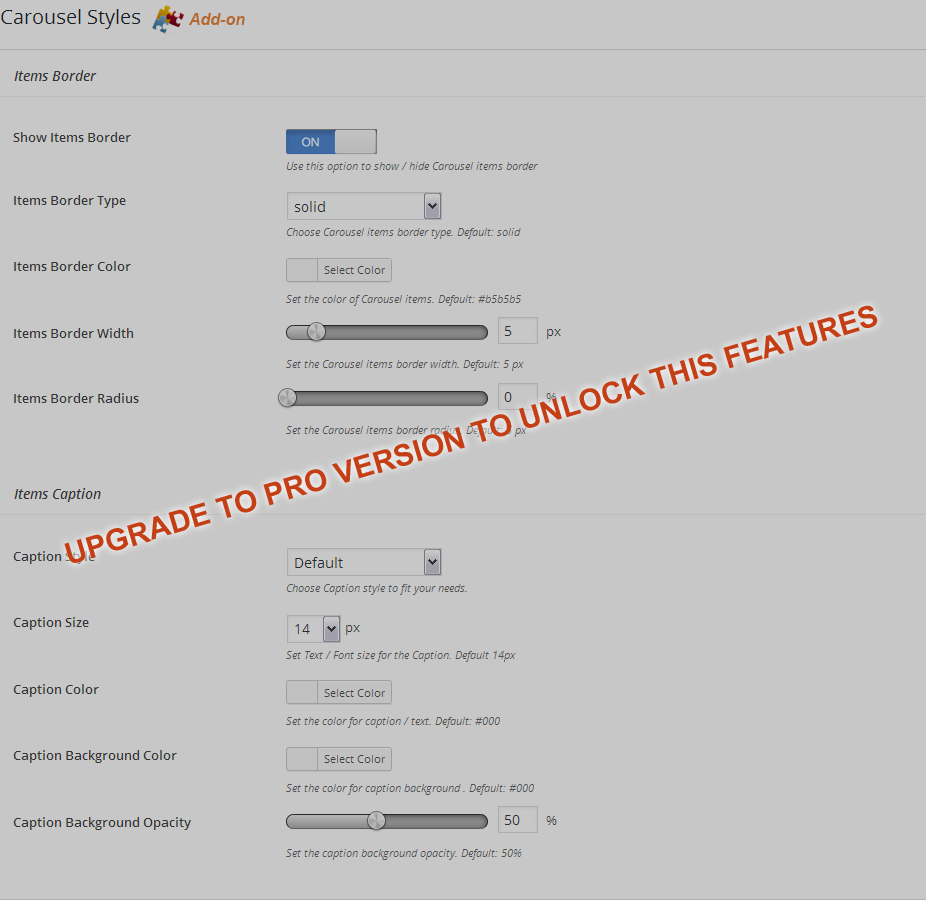 Carousel Styles Add-on
Items Border
Show Items Border
ON
Use this option to show / hide Carousel items border
Items Border Type
solid
Choose Carousel items border type. Default: solid
Items Border Color
Select Color
Set the color of Carousel items. Default: #b5b5b5
Items Border Width
5 px
Set the Carousel items border width. Default: 5 px
Items Border Radius
0 %
Set the Carousel items border radius. Default: px
UPGRADE TO PRO VERSION TO UNLOCK THIS FEATURES
Items Caption
Caption Style
Default
Choose Caption style to fit your needs.
Caption Size
14 px
Set Text / Font size for the Caption. Default 14px
Caption Color
Select Color
Set the color for caption / text. Default: #000
Caption Background Color
Select Color
Set the color for caption background . Default: #000
Caption Background Opacity
50 %
Set the caption background opacity. Default: 50%